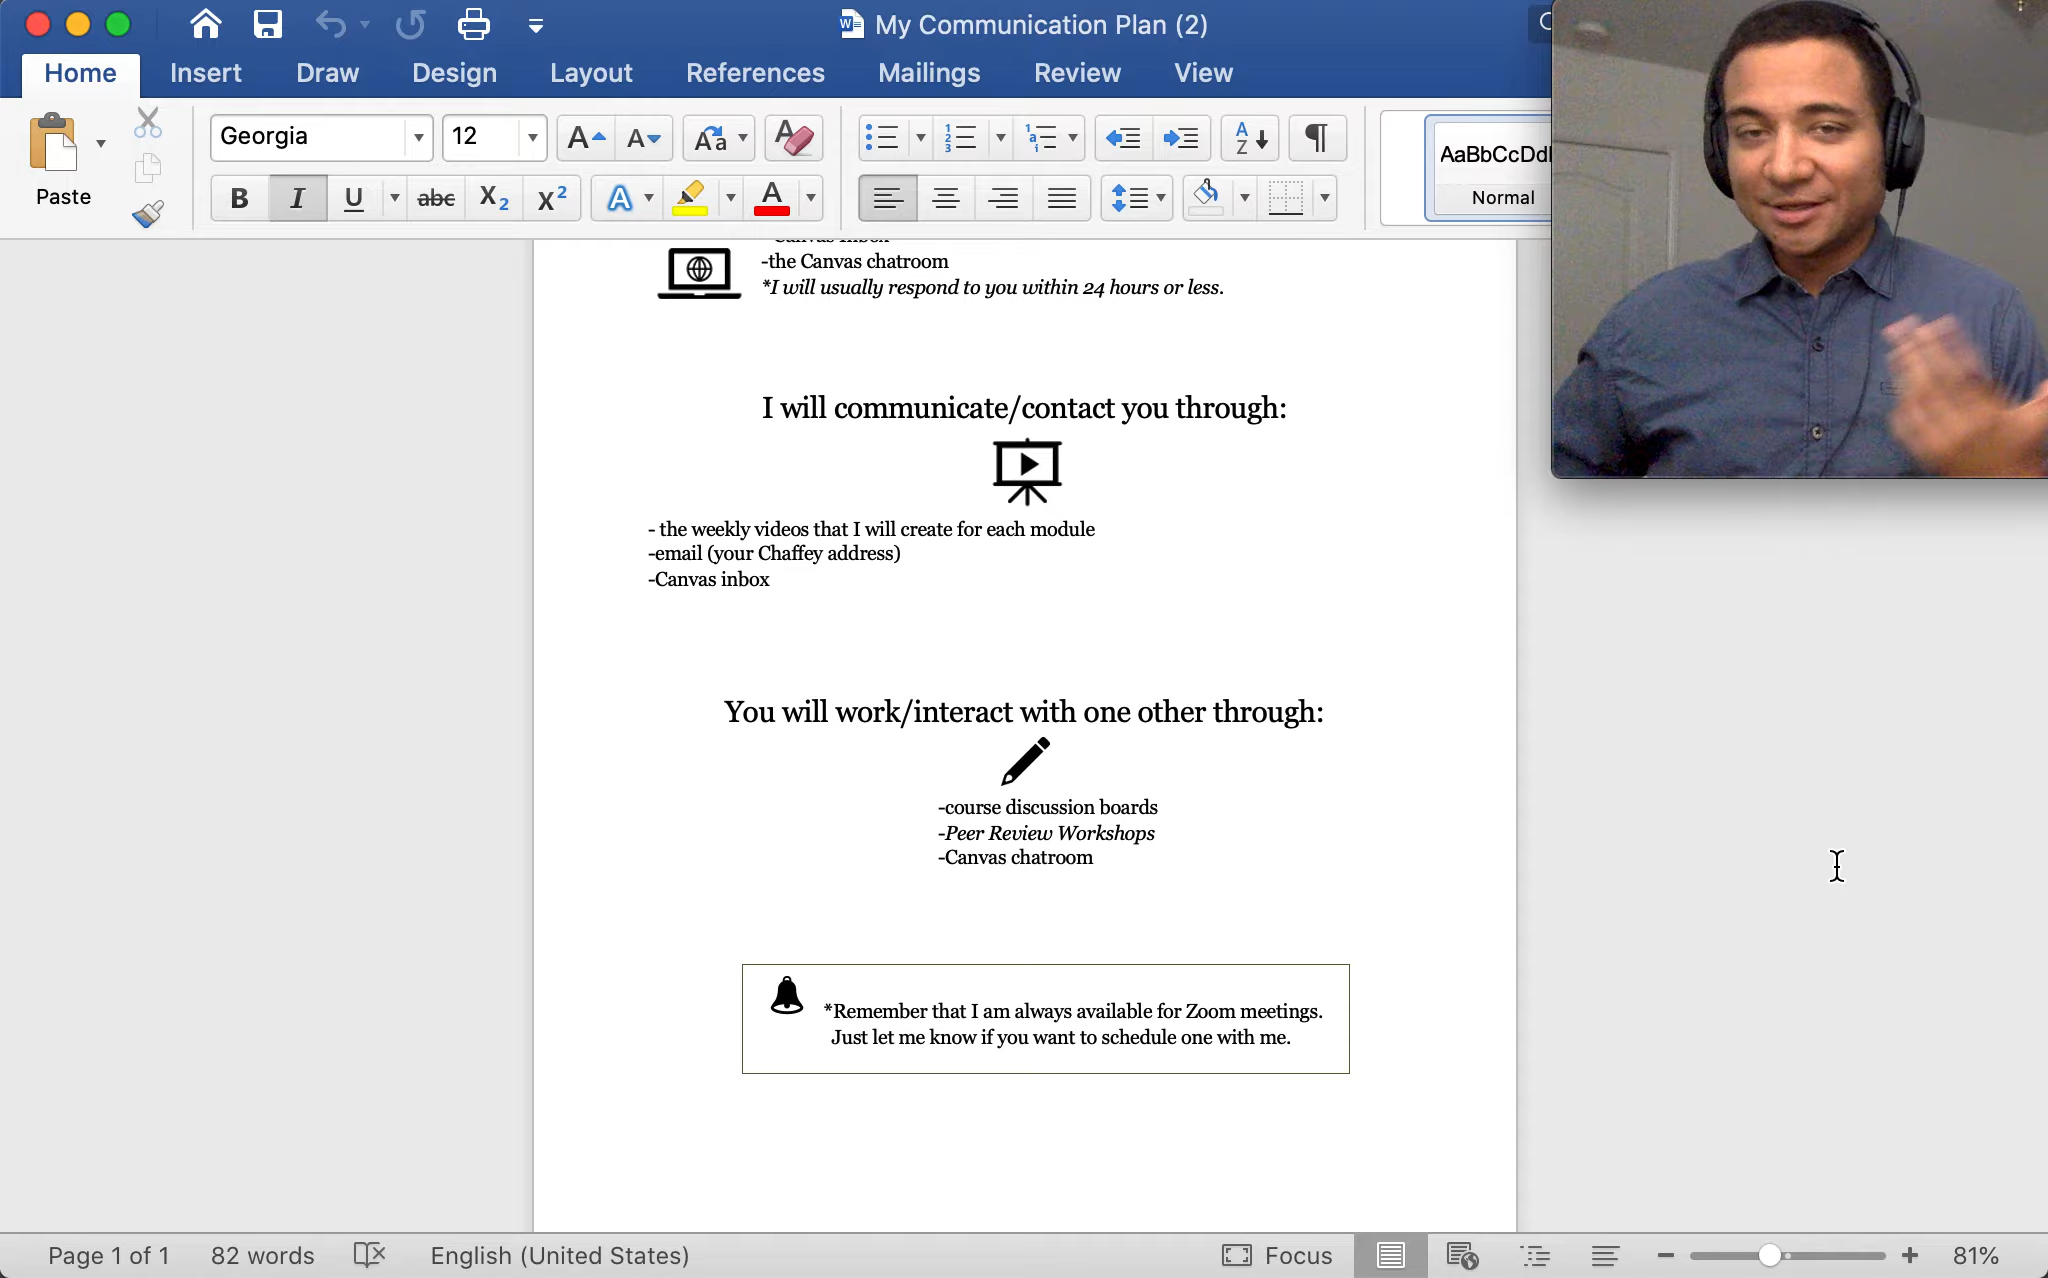 My Communication Plan (2)
Home Insert Draw Design Layout References Mailings Review View
Paste
Georgia 12
AaBbCcDd
Normal
-the Canvas chatroom
*I will usually respond to you within 24 hours or less.
I will communicate/contact you through:
- the weekly videos that I will create for each module
-email (your Chaffey address)
-Canvas inbox
You will work/interact with one other through:
-course discussion boards
-Peer Review Workshops
-Canvas chatroom
*Remember that I am always available for Zoom meetings.
Just let me know if you want to schedule one with me.
Page 1 of 1 82 words English (United States) Focus 81%